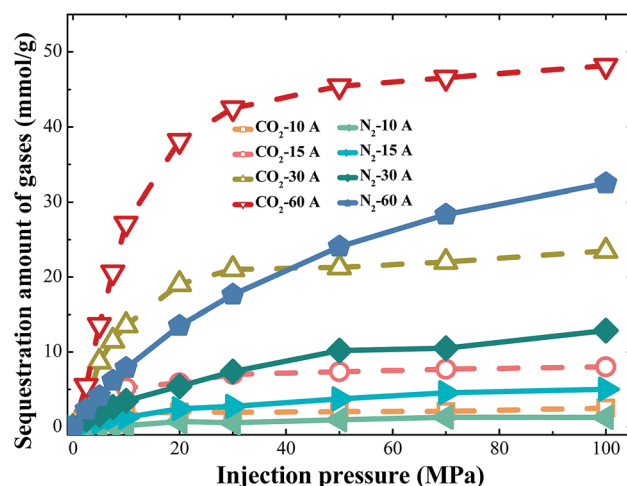 Sequestration amount of gases (mmol/g)
50
40
30
20
10
0
CO₂-10 A
N₂-10 A
CO₂-15 A
N₂-15 A
CO₂-30 A
N₂-30 A
CO₂-60 A
N₂-60 A
0 20 40 60 80 100
Injection pressure (MPa)